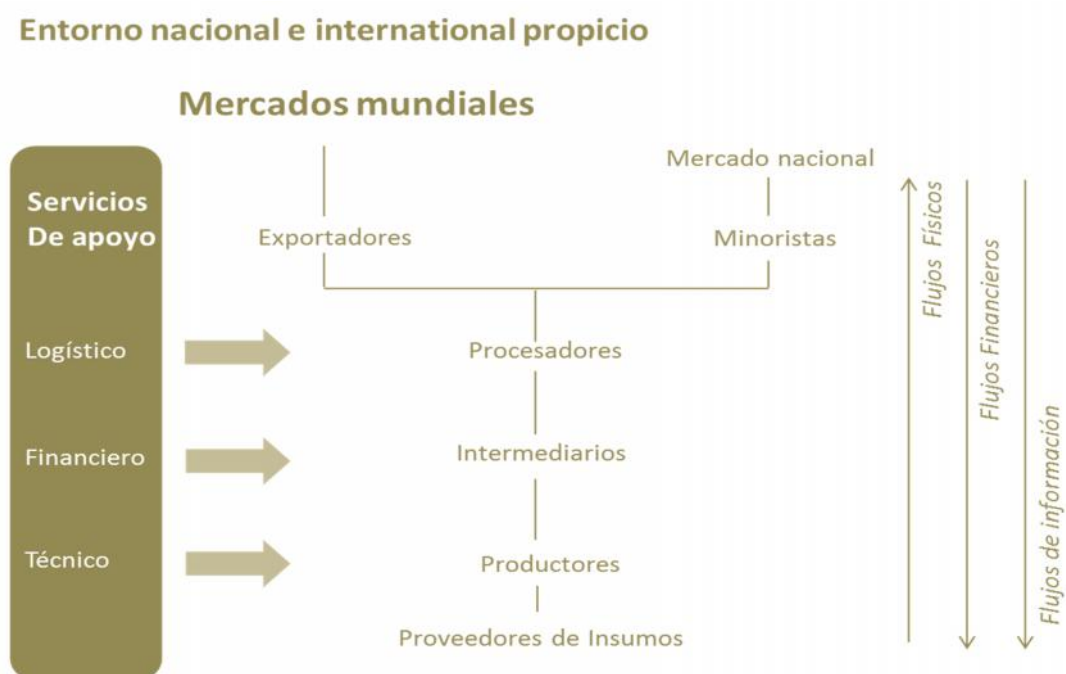 Entorno nacional e international propicio
Mercados mundiales
Mercado nacional
Servicios
De apoyo
Exportadores
Minoristas
Logístico
Procesadores
Financiero
Intermediarios
Técnico
Productores
Proveedores de Insumos
Flujos Físicos
Flujos Financieros
Flujos de información